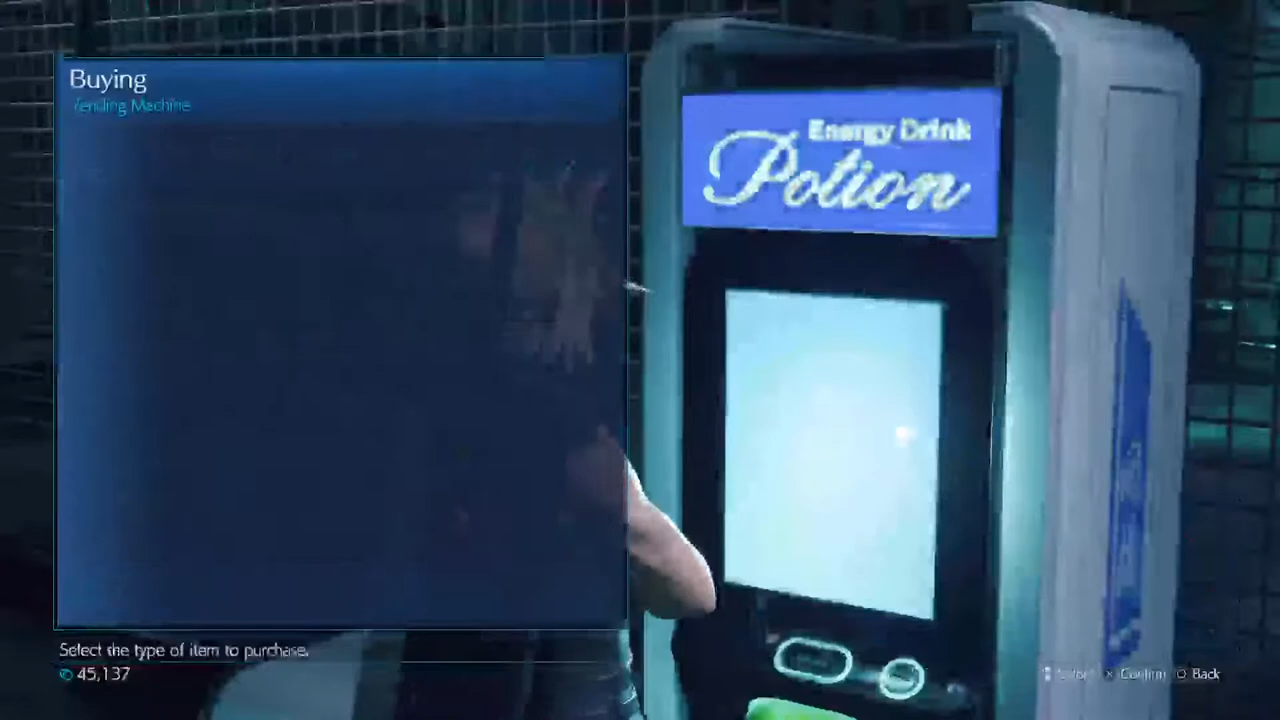 Buying
Vending Machine
Energy Drink
Potion
Select the type of item to purchase.
45,137
Confirm
Back